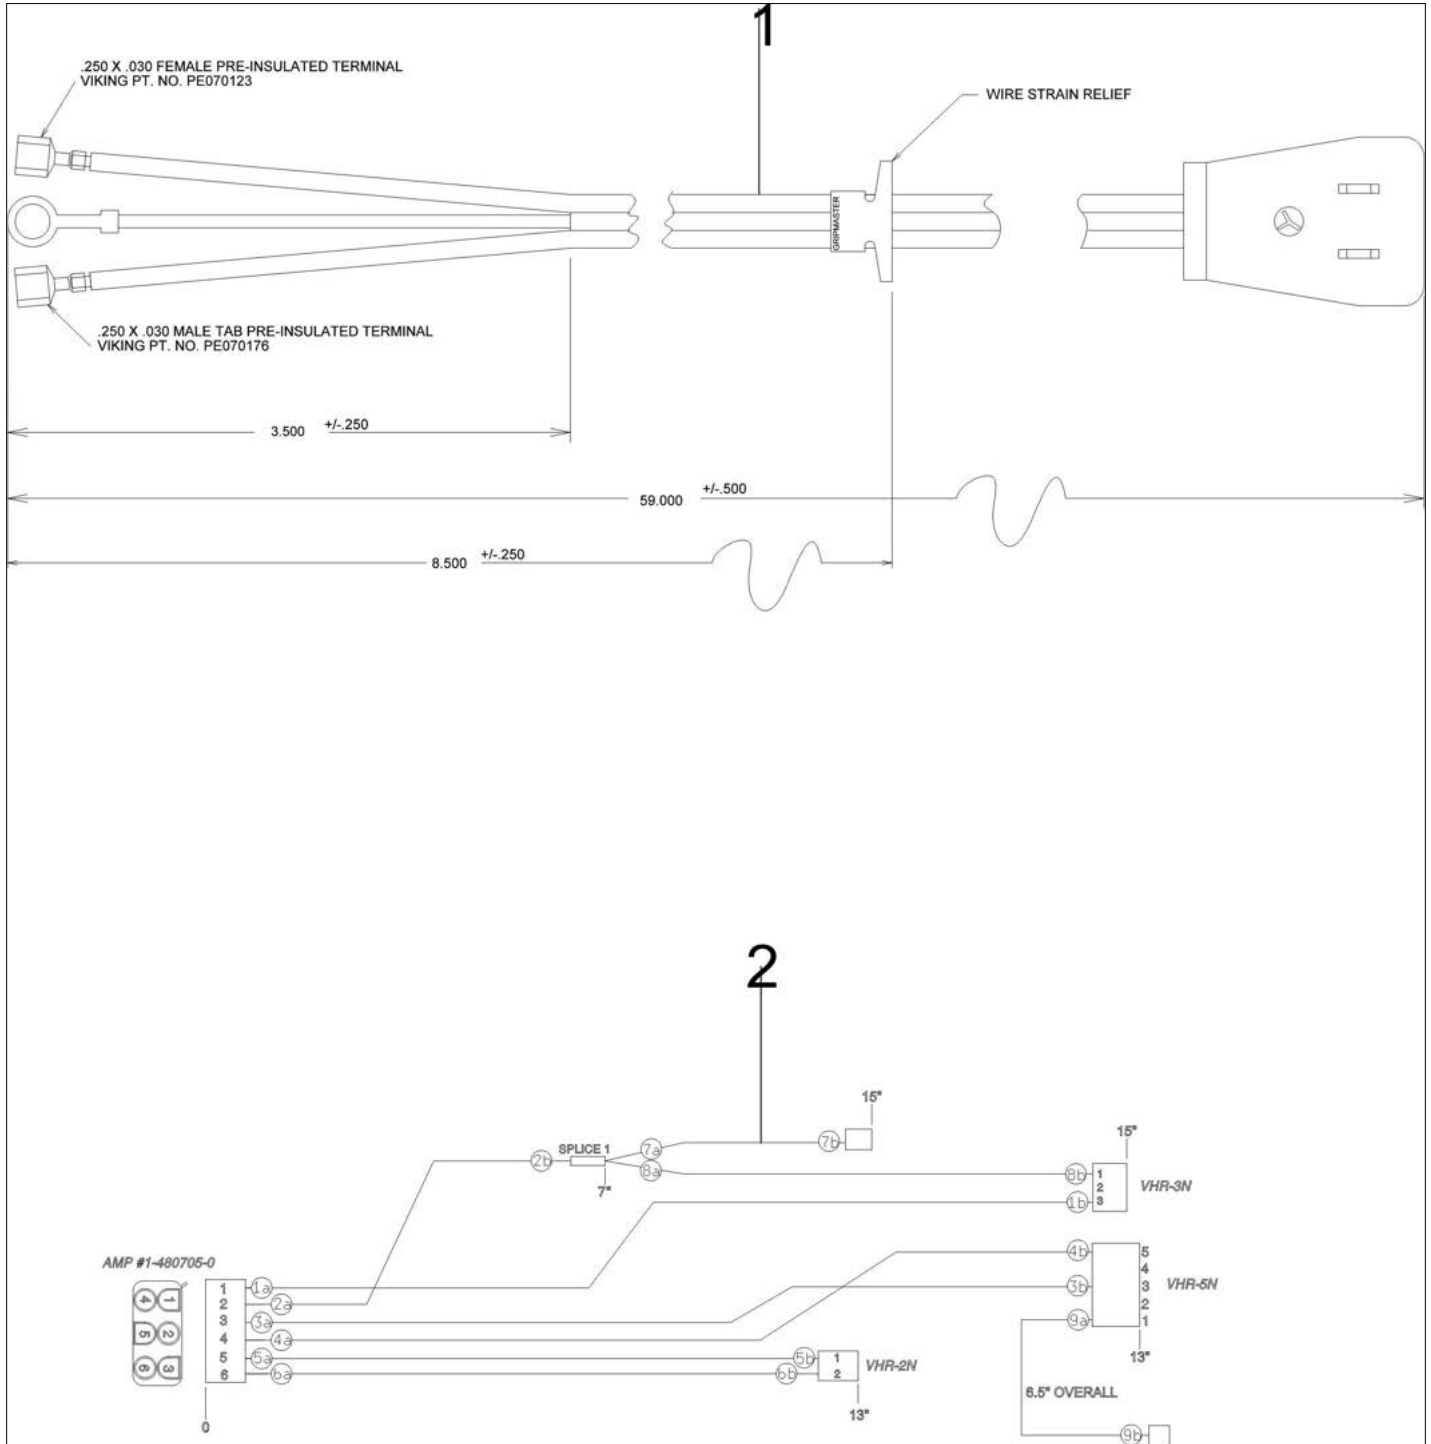 1
.250 X .030 FEMALE PRE-INSULATED TERMINAL
VIKING PT. NO. PE070123
WIRE STRAIN RELIEF
GRIPMASTER
.250 X .030 MALE TAB PRE-INSULATED TERMINAL
VIKING PT. NO. PE070176
3.500 +/-.250
59.000 +/-.500
8.500 +/-.250
2
15"
SPLICE 1
7a
7b
2b
8a
7"
15"
8b
1
2
3
VHR-3N
1b
AMP #1-480705-0
4 1
5 2
6 3
1
2
3
4
5
6
1a
2a
3a
4a
5a
6a
0
4b
3b
9a
5
4
3
2
1
VHR-5N
13"
5b
6b
1
2
VHR-2N
13"
6.5" OVERALL
9b